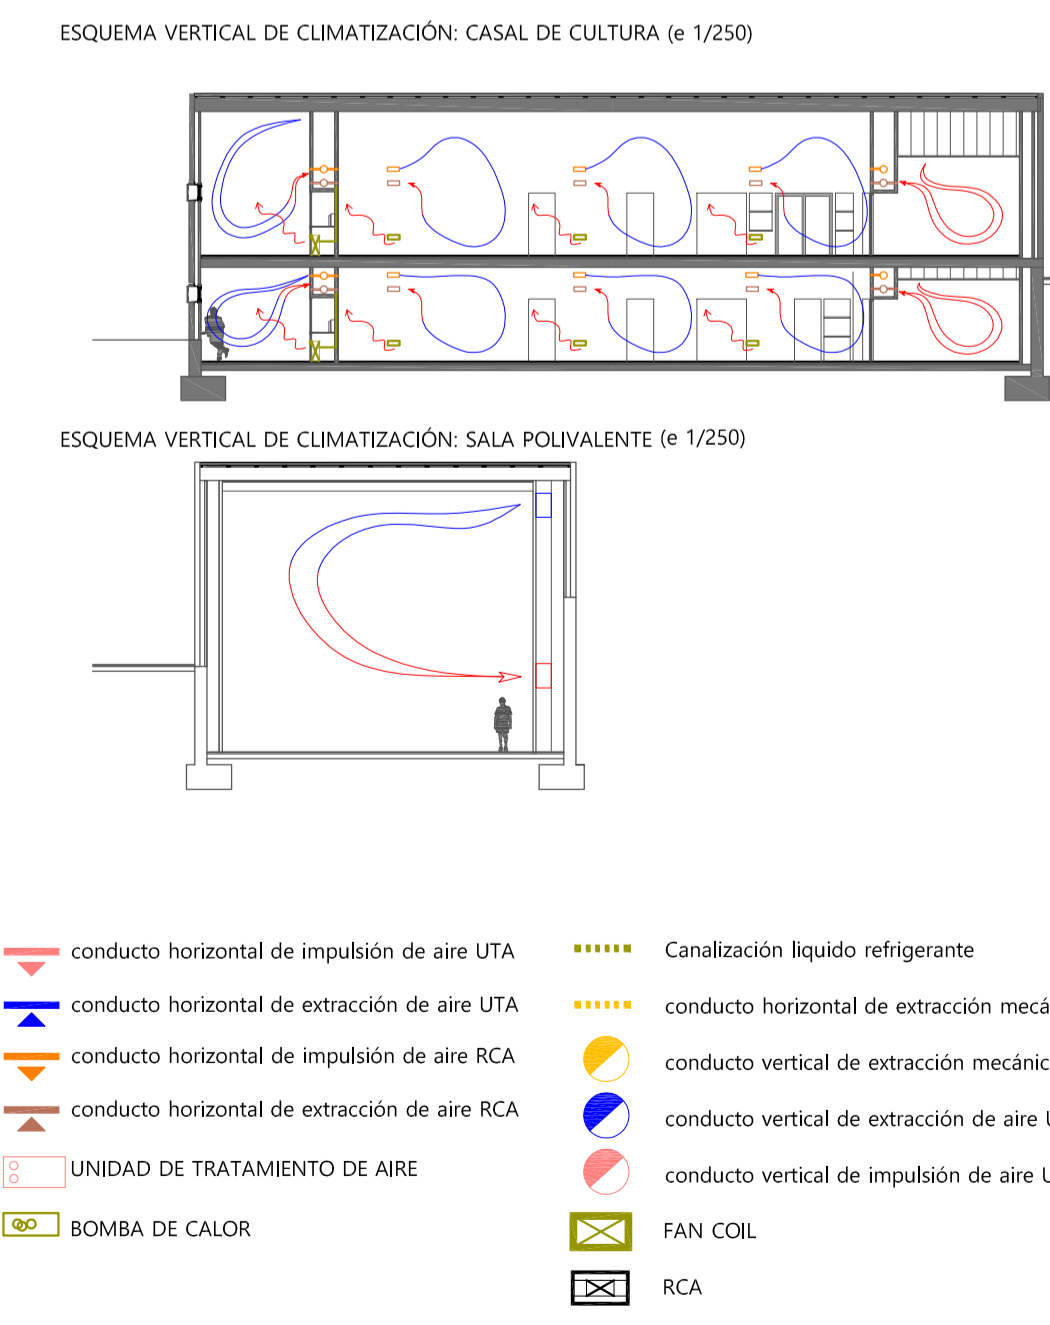 ESQUEMA VERTICAL DE CLIMATIZACIÓN: CASAL DE CULTURA (e 1/250)
ESQUEMA VERTICAL DE CLIMATIZACIÓN: SALA POLIVALENTE (e 1/250)
conducto horizontal de impulsión de aire UTA
conducto horizontal de extracción de aire UTA
conducto horizontal de impulsión de aire RCA
conducto horizontal de extracción de aire RCA
UNIDAD DE TRATAMIENTO DE AIRE
BOMBA DE CALOR
Canalización liquido refrigerante
conducto horizontal de extracción
conducto vertical de extracción
conducto vertical de extracción de aire
conducto vertical de impulsión de aire
FAN COIL
RCA